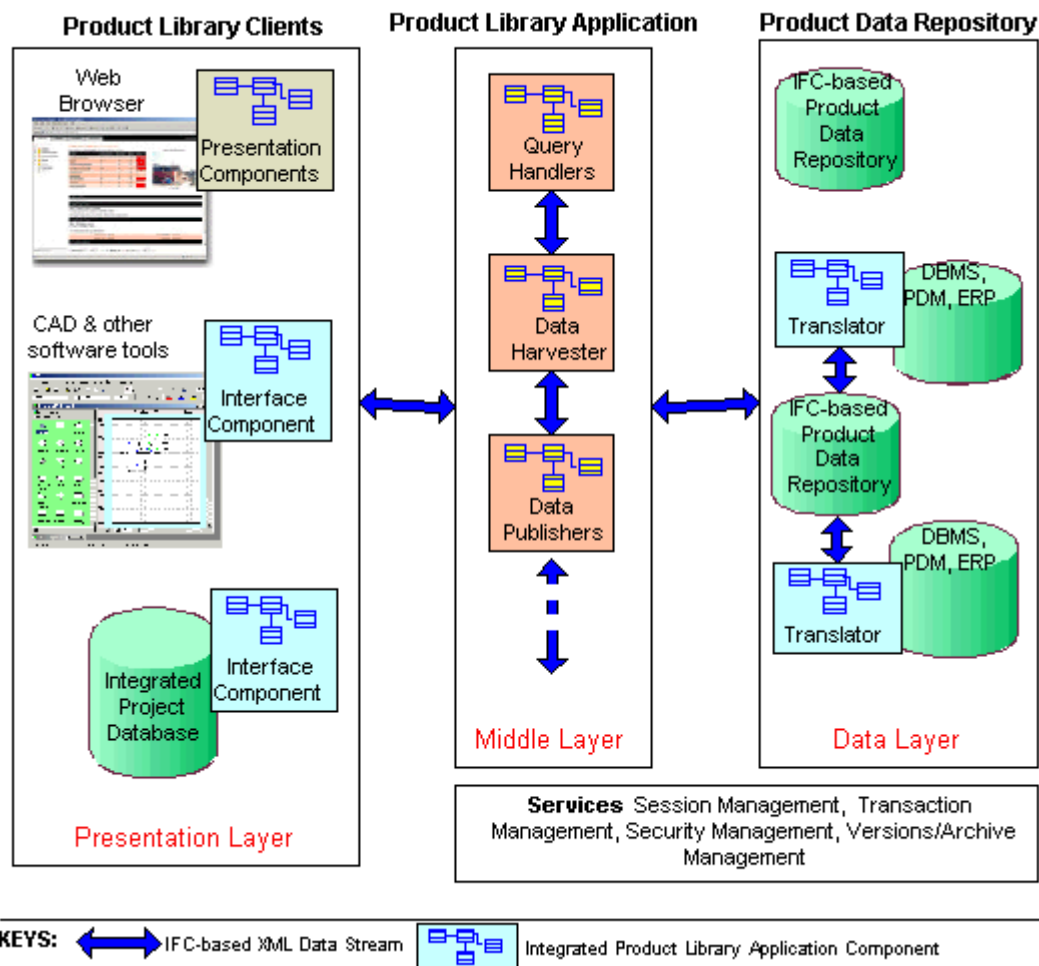 Product Library Clients
Product Library Application
Product Data Repository
Web
Browser
Presentation
Components
CAD & other
software tools
Interface
Component
Integrated
Project
Database
Interface
Component
Presentation Layer
Query
Handlers
Data
Harvester
Data
Publishers
Middle Layer
IFC-based
Product
Data
Repository
Translator
DBMS,
PDM, ERP
IFC-based
Product
Data
Repository
Translator
DBMS,
PDM, ERP
Data Layer
Services Session Management, Transaction
Management, Security Management, Versions/Archive
Management
KEYS:
IFC-based XML Data Stream
Integrated Product Library Application Component